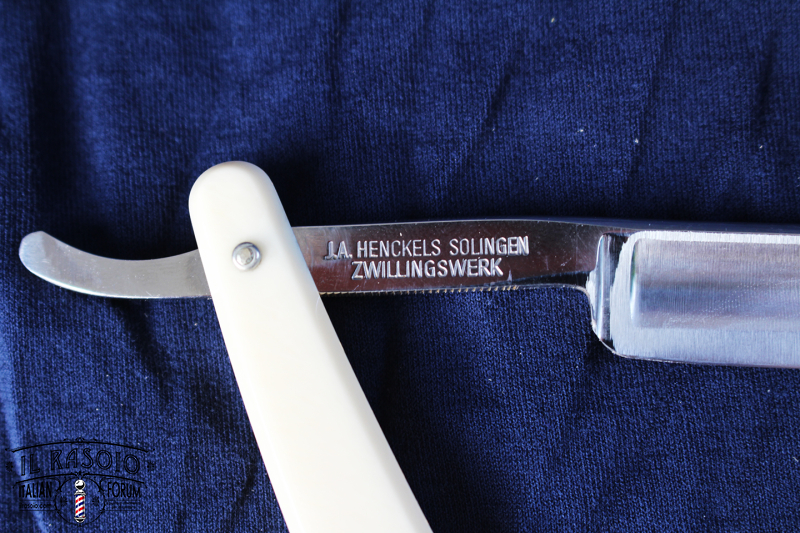 J.A. HENCKELS SOLINGEN
ZWILLINGSWERK
IL RASOIO
ITALIAN FORUM